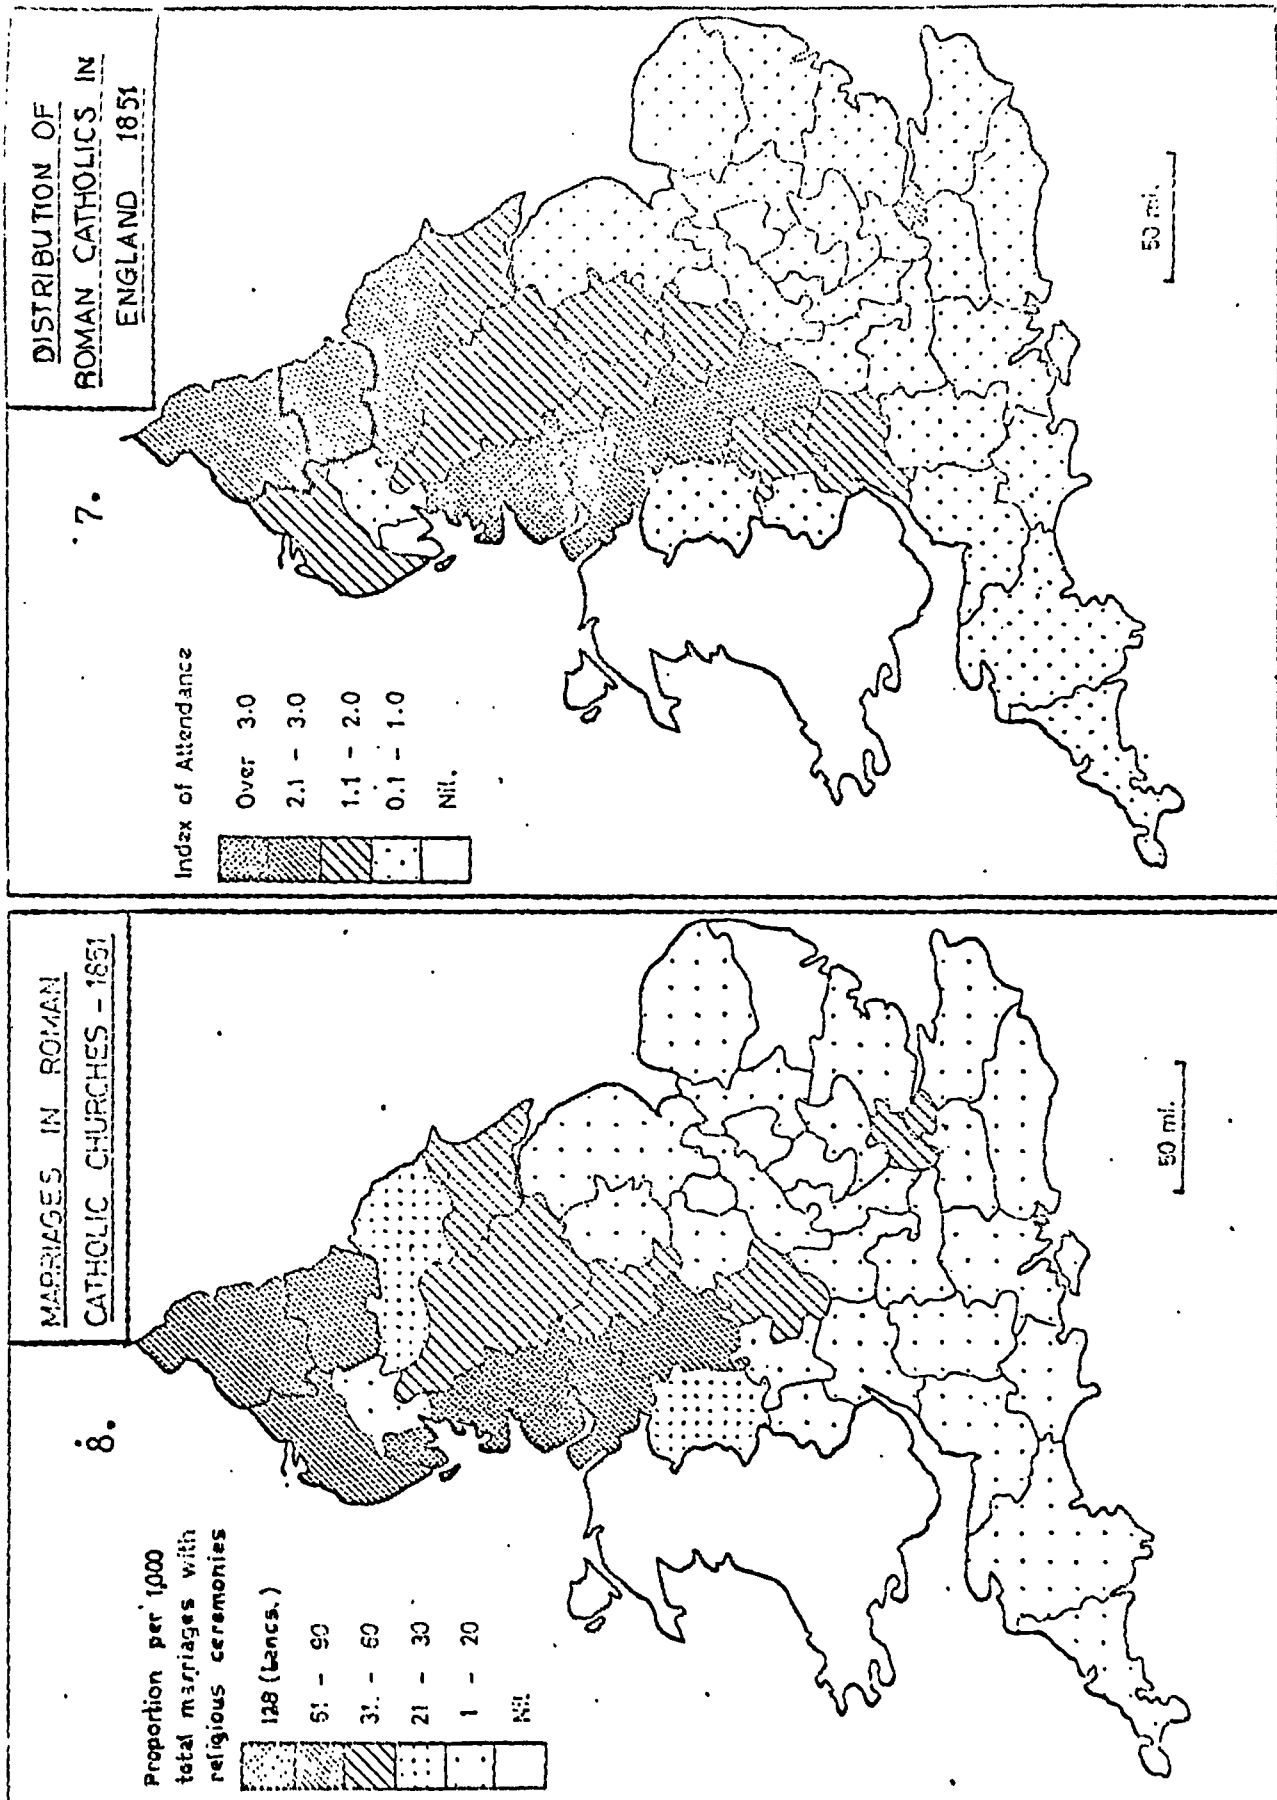 7.
DISTRIBUTION OF
ROMAN CATHOLICS IN
ENGLAND 1851
Index of Attendance
Over 3.0
2.1 - 3.0
1.1 - 2.0
0.1 - 1.0
Nil.
50 mi.
8.
MARRIAGES IN ROMAN
CATHOLIC CHURCHES - 1851
Proportion per 1,000
total marriages with
religious ceremonies
128 (Lancs.)
61 - 90
31 - 60
21 - 30
1 - 20
Nil.
50 mi.